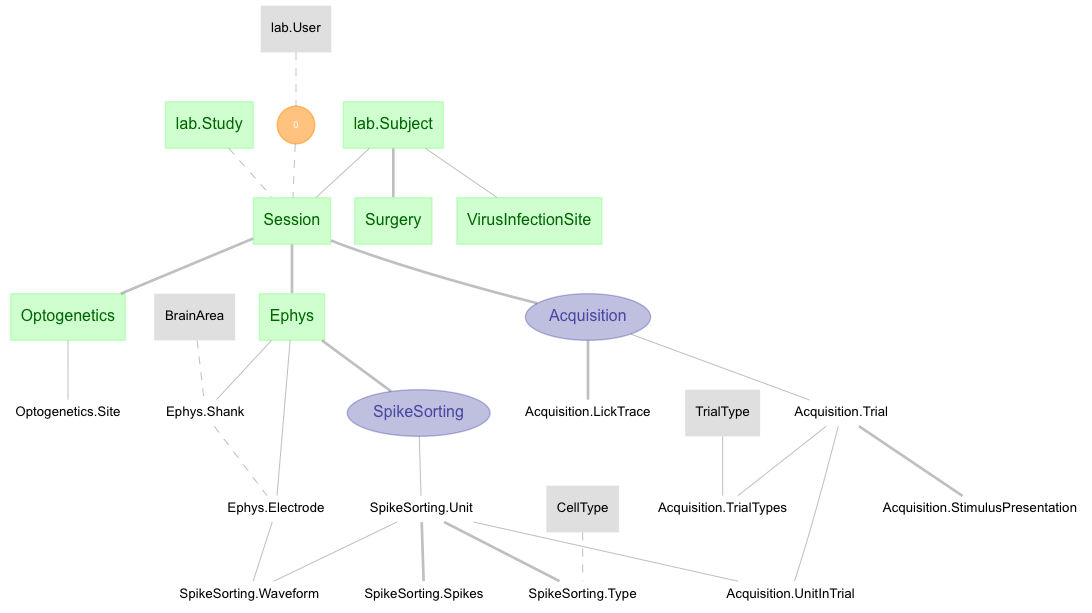 lab.User
lab.Study
0
lab.Subject
Session
Surgery
VirusInfectionSite
Optogenetics
BrainArea
Ephys
Acquisition
Optogenetics.Site
Ephys.Shank
SpikeSorting
Acquisition.LickTrace
TrialType
Acquisition.Trial
Ephys.Electrode
SpikeSorting.Unit
CellType
Acquisition.TrialTypes
Acquisition.StimulusPresentation
SpikeSorting.Waveform
SpikeSorting.Spikes
SpikeSorting.Type
Acquisition.UnitInTrial